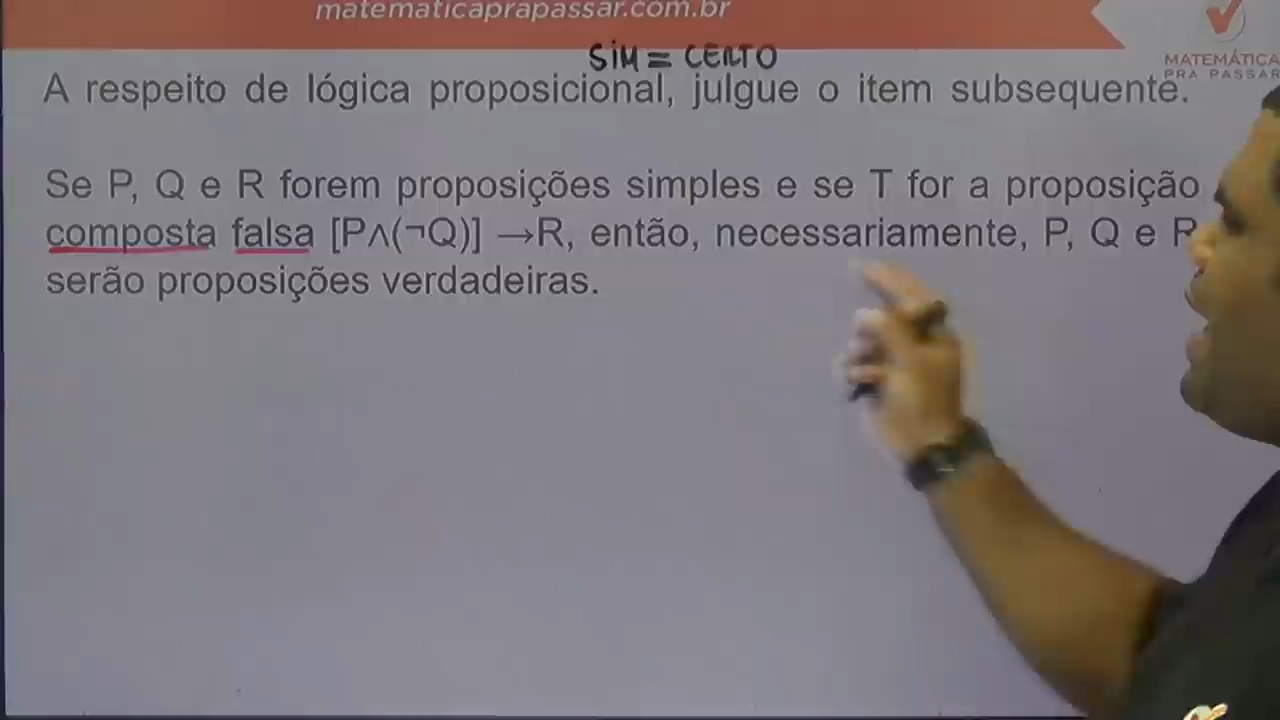 matematicaprapassar.com.br
SIM = CERTO
MATEMÁTICA
PRA PASSAR
A respeito de lógica proposicional, julgue o item subsequente.
Se P, Q e R forem proposições simples e se T for a proposição
composta falsa [P∧(¬Q)] →R, então, necessariamente, P, Q e R
serão proposições verdadeiras.